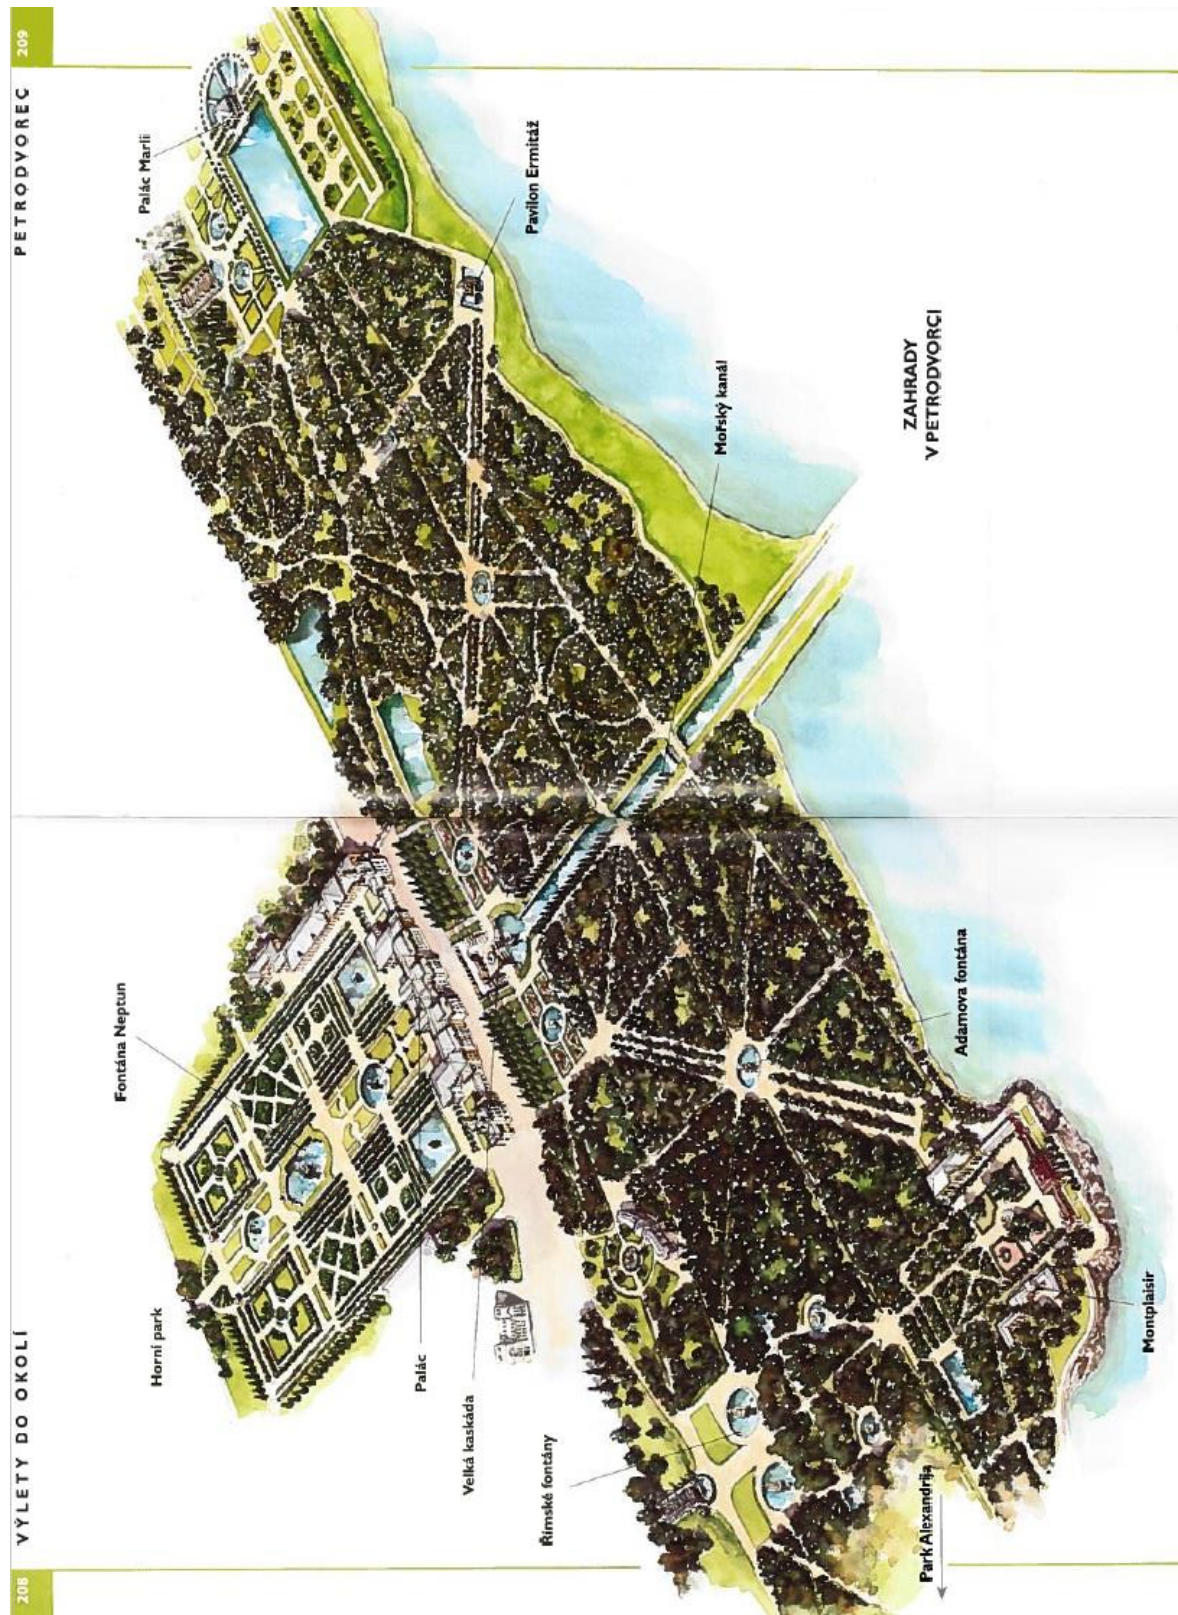 208
VÝLETY DO OKOLÍ
PETRODVOREC
209
Horní park
Fontána Neptun
Palác Marli
Palác
Velká kaskáda
Římské fontány
Pavilon Ermitáž
Mořský kanál
ZAHRADY
V PETRODVORCI
Adamova fontána
Park Alexandrija
Montplaisir